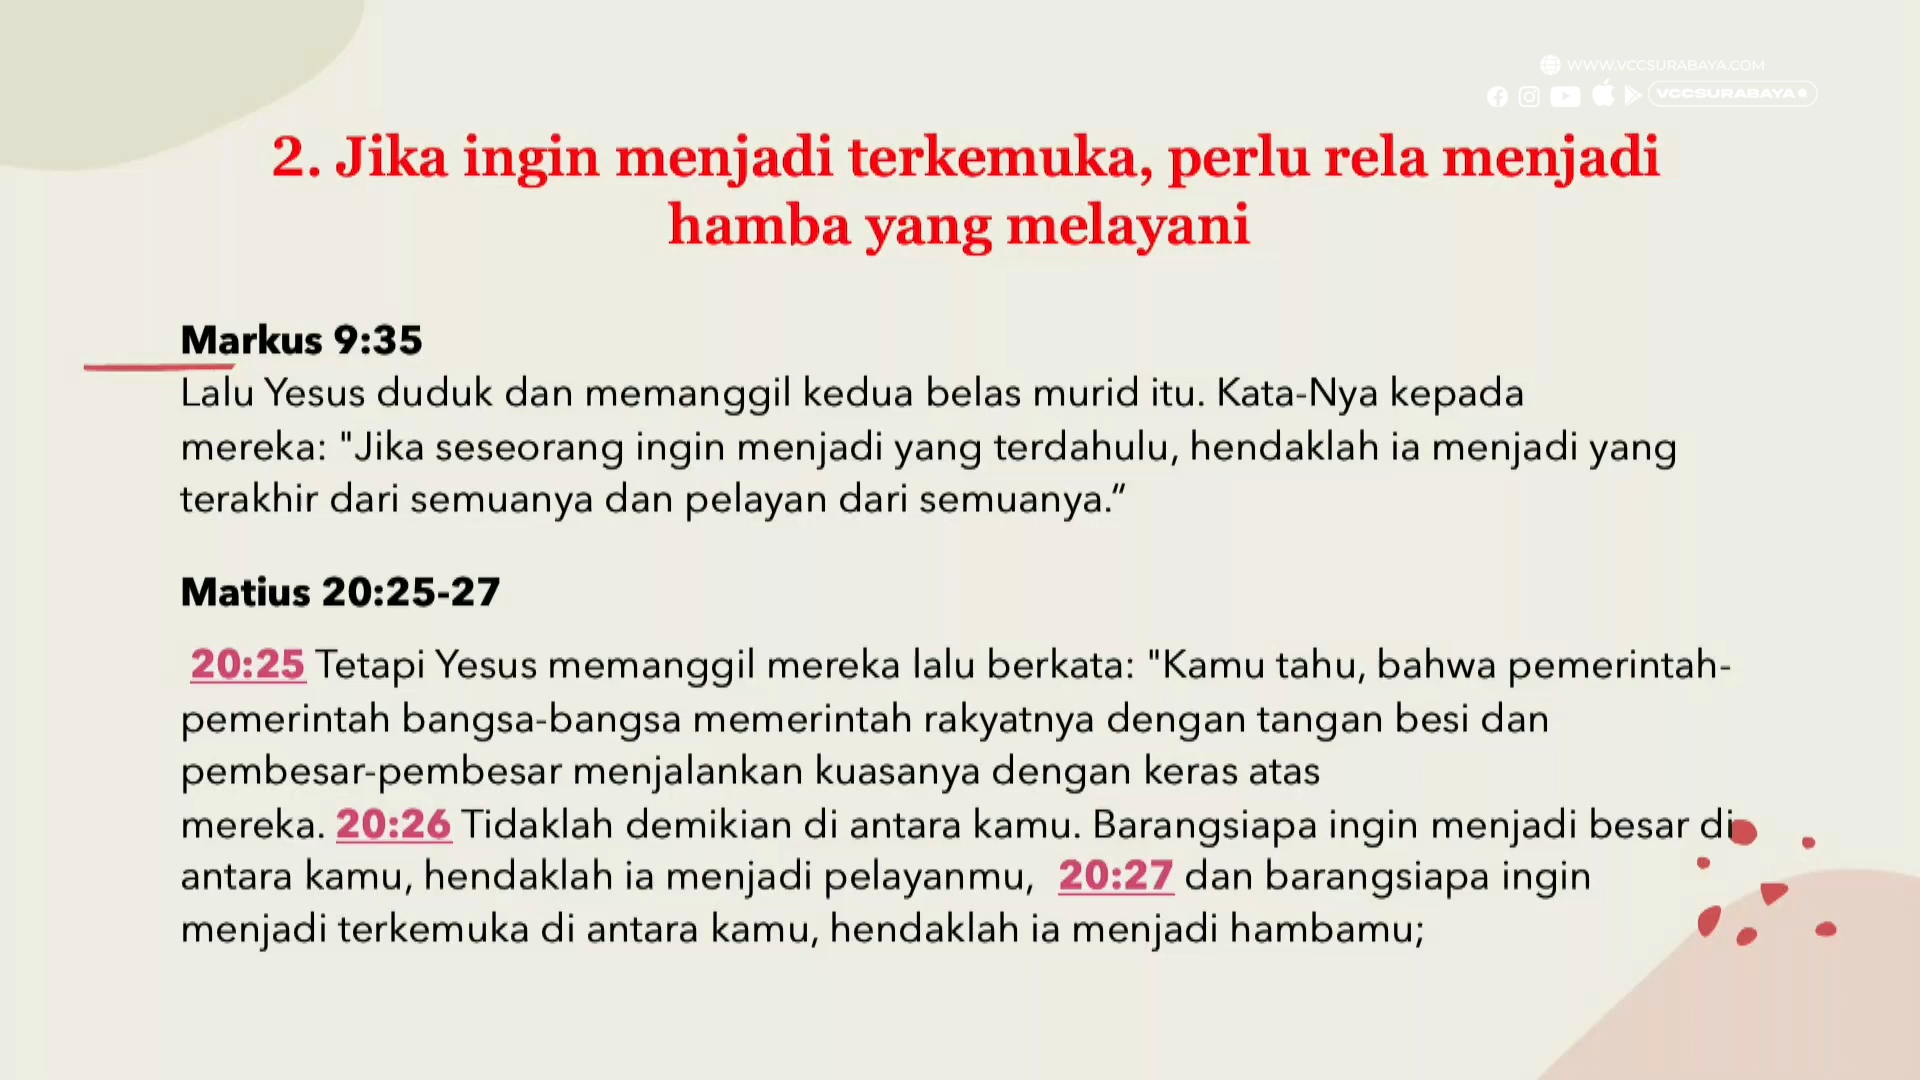 WWW.VCCSURABAYA.COM
VCCSURABAYA
2. Jika ingin menjadi terkemuka, perlu rela menjadi
hamba yang melayani
Markus 9:35
Lalu Yesus duduk dan memanggil kedua belas murid itu. Kata-Nya kepada
mereka: "Jika seseorang ingin menjadi yang terdahulu, hendaklah ia menjadi yang
terakhir dari semuanya dan pelayan dari semuanya.”
Matius 20:25-27
20:25 Tetapi Yesus memanggil mereka lalu berkata: "Kamu tahu, bahwa pemerintah-
pemerintah bangsa-bangsa memerintah rakyatnya dengan tangan besi dan
pembesar-pembesar menjalankan kuasanya dengan keras atas
mereka. 20:26 Tidaklah demikian di antara kamu. Barangsiapa ingin menjadi besar di
antara kamu, hendaklah ia menjadi pelayanmu, 20:27 dan barangsiapa ingin
menjadi terkemuka di antara kamu, hendaklah ia menjadi hambamu;